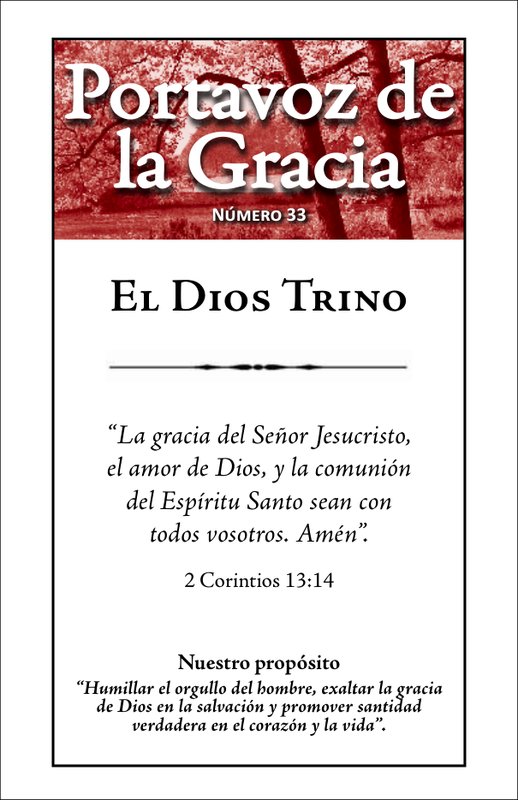 Portavoz de
la Gracia
NÚMERO 33
EL DIOS TRINO
“La gracia del Señor Jesucristo,
el amor de Dios, y la comunión
del Espíritu Santo sean con
todos vosotros. Amén”.
2 Corintios 13:14
Nuestro propósito
“Humillar el orgullo del hombre, exaltar la gracia
de Dios en la salvación y promover santidad
verdadera en el corazón y la vida”.